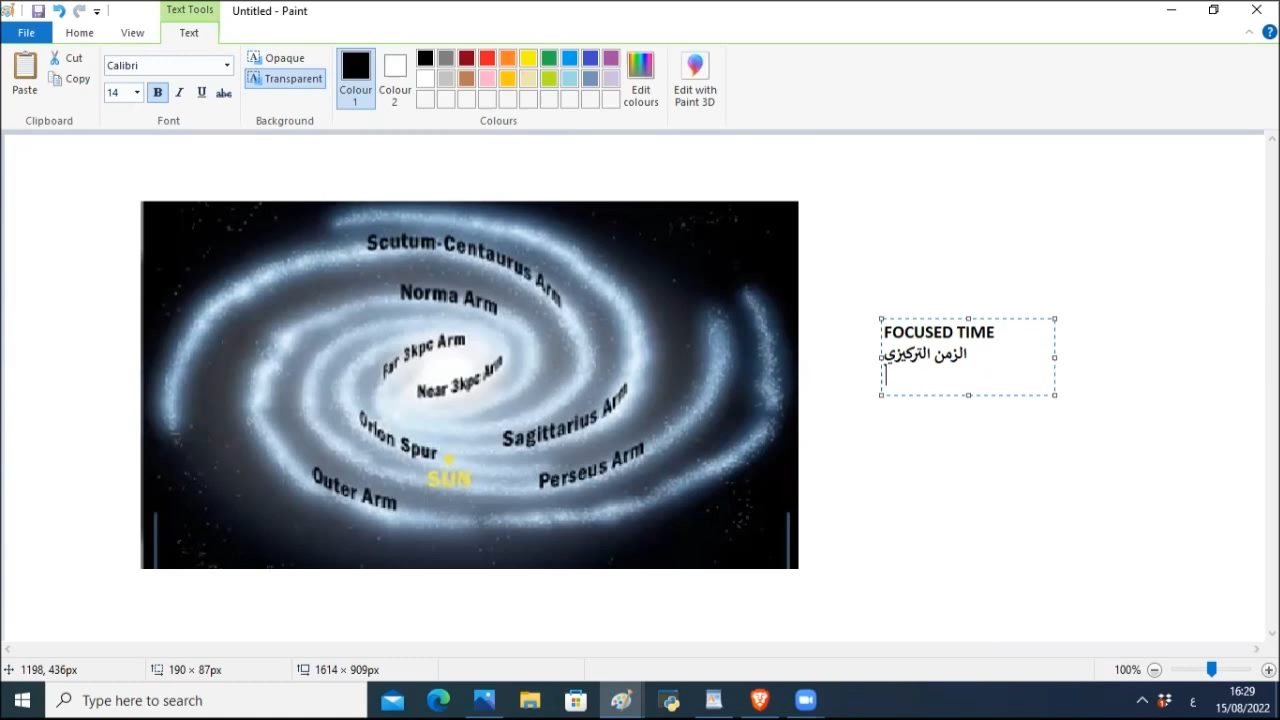 Text Tools
Untitled - Paint
File
Home
View
Text
Paste
Cut
Copy
Clipboard
Calibri
14
B
I
U
abc
Font
Opaque
Transparent
Background
Colour 1
Colour 2
Edit colours
Colours
Edit with Paint 3D
Scutum-Centaurus Arm
Norma Arm
Far 3kpc Arm
Near 3kpc Arm
Orion Spur
SUN
Sagittarius Arm
Perseus Arm
Outer Arm
FOCUSED TIME
الزمن التركيزي
1198, 436px
190 × 87px
1614 × 909px
100%
Type here to search
ع
16:29
15/08/2022